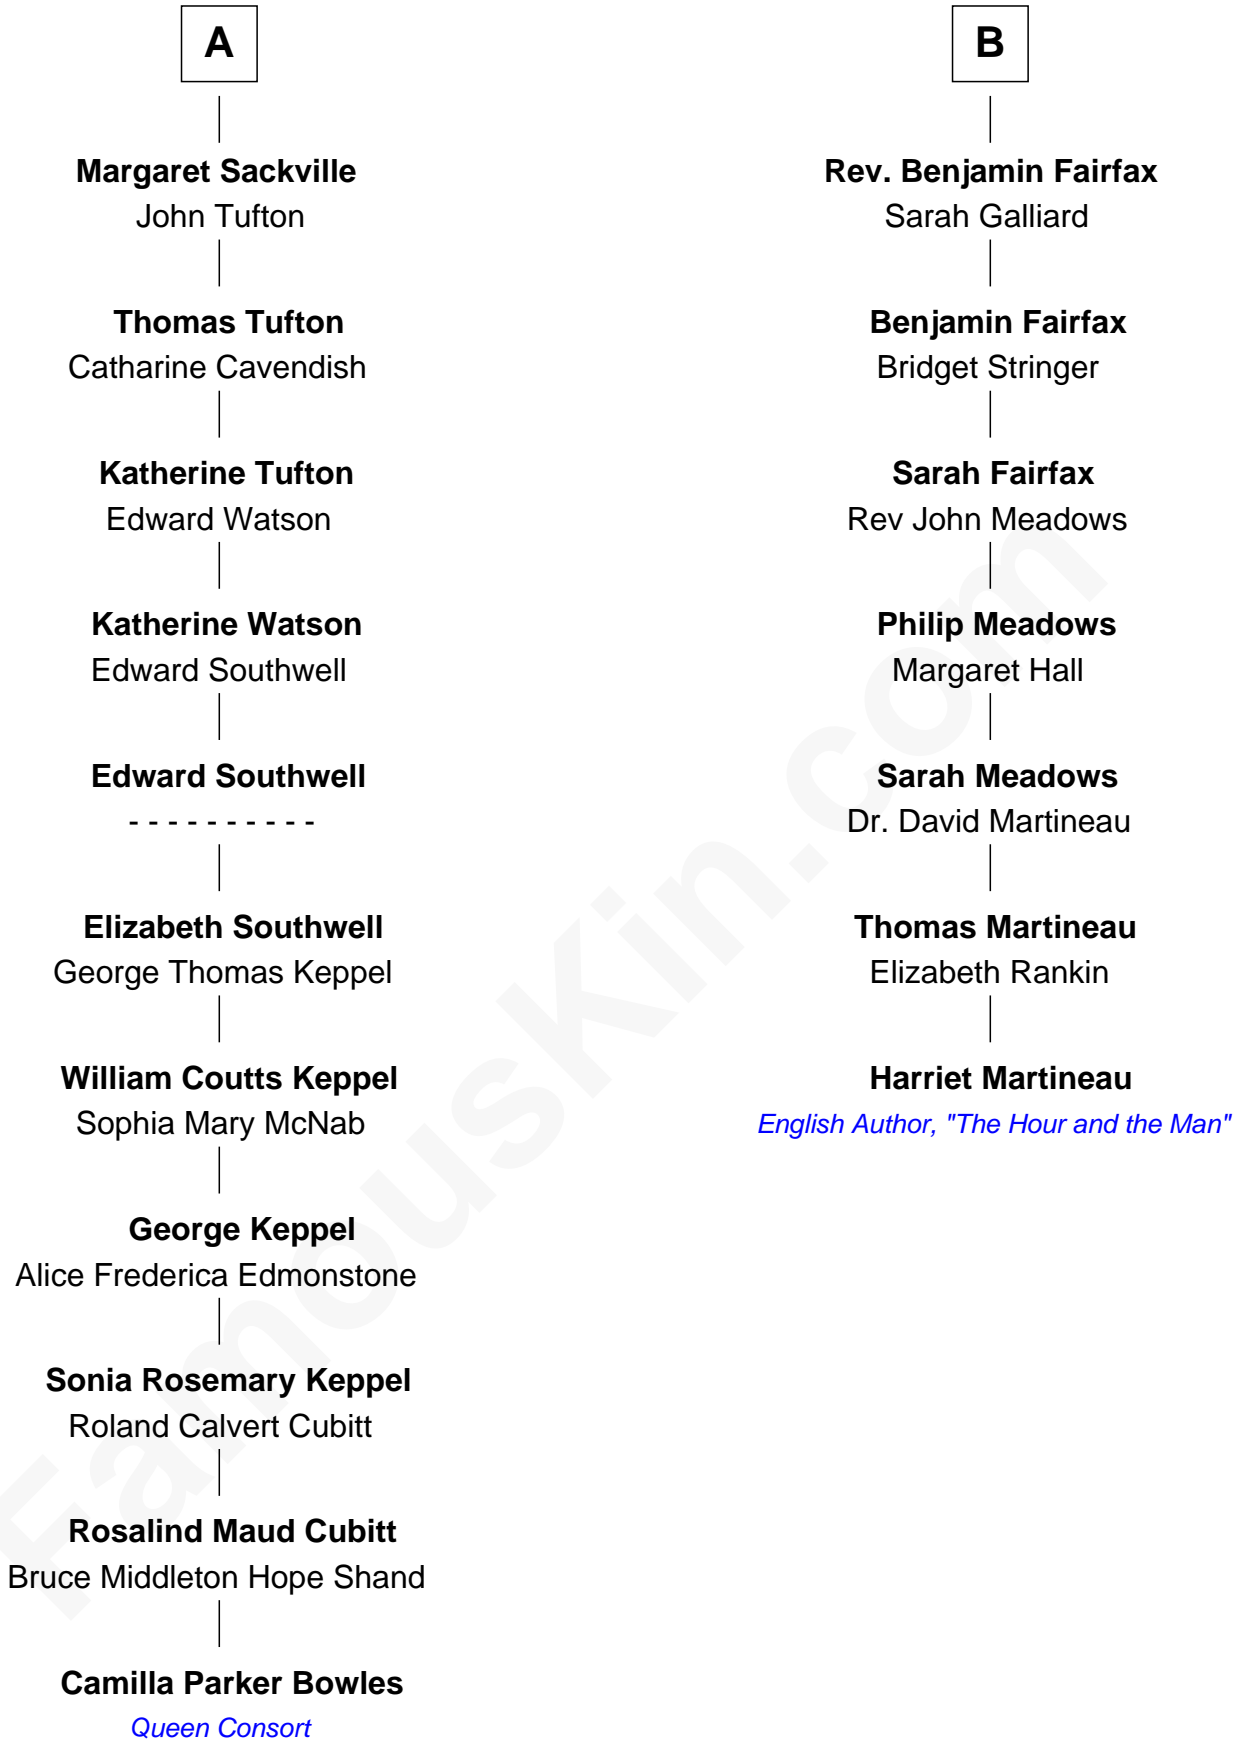 A
Margaret Sackville
John Tufton
Thomas Tufton
Catharine Cavendish
Katherine Tufton
Edward Watson
Katherine Watson
Edward Southwell
Edward Southwell
- - - - - - - - - -
Elizabeth Southwell
George Thomas Keppel
William Coutts Keppel
Sophia Mary McNab
George Keppel
Alice Frederica Edmonstone
Sonia Rosemary Keppel
Roland Calvert Cubitt
Rosalind Maud Cubitt
Bruce Middleton Hope Shand
Camilla Parker Bowles
Queen Consort
B
Rev. Benjamin Fairfax
Sarah Galliard
Benjamin Fairfax
Bridget Stringer
Sarah Fairfax
Rev John Meadows
Philip Meadows
Margaret Hall
Sarah Meadows
Dr. David Martineau
Thomas Martineau
Elizabeth Rankin
Harriet Martineau
English Author, "The Hour and the Man"
FamousKin.com